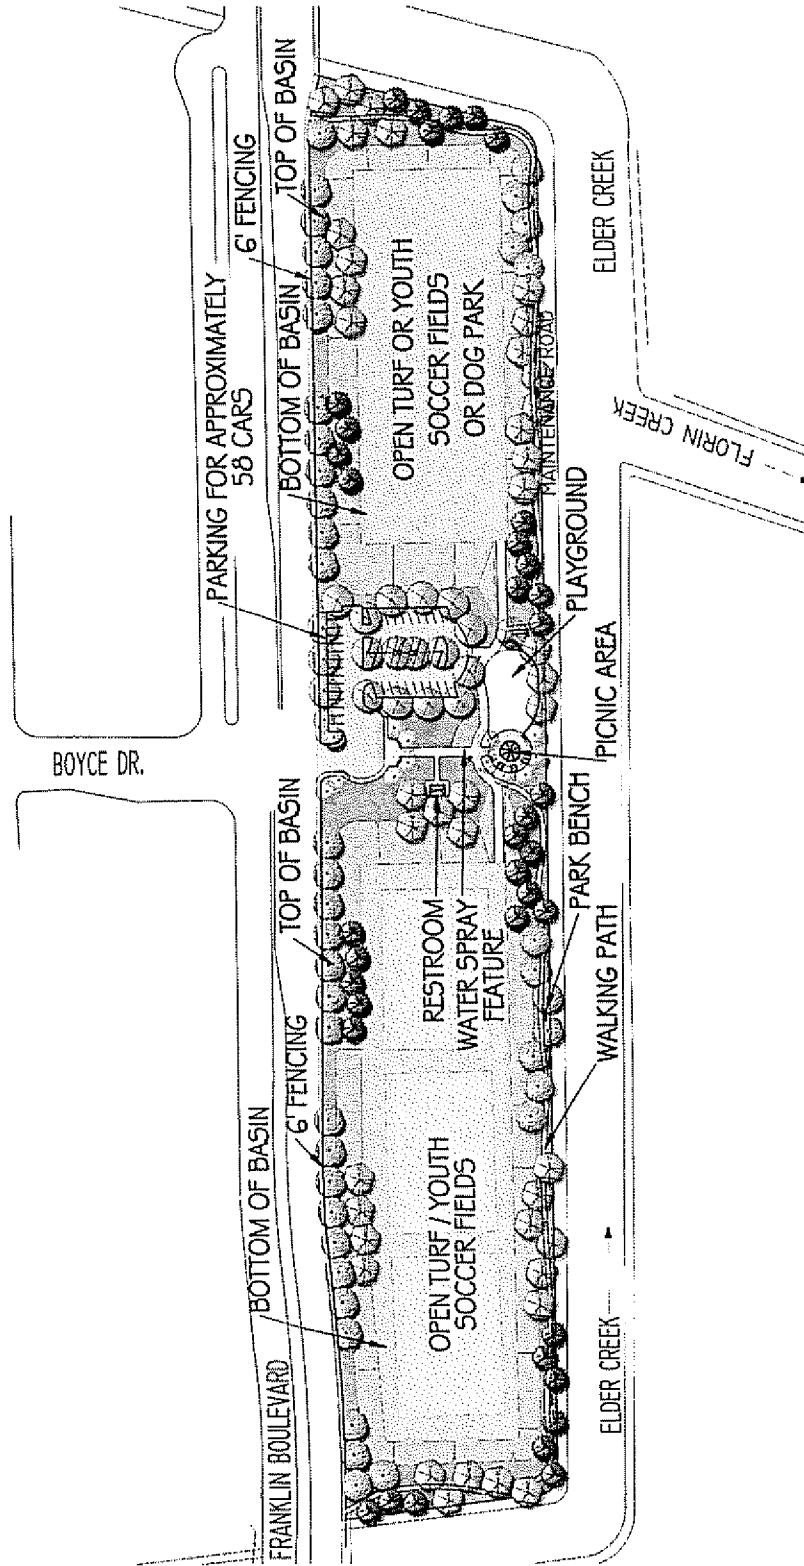 FRANKLIN BOULEVARD
BOTTOM OF BASIN
6' FENCING
TOP OF BASIN
BOYCE DR.
PARKING FOR APPROXIMATELY
58 CARS
BOTTOM OF BASIN
6' FENCING
TOP OF BASIN
OPEN TURF / YOUTH
SOCCER FIELDS
RESTROOM
WATER SPRAY
FEATURE
OPEN TURF OR YOUTH
SOCCER FIELDS
OR DOG PARK
MAINTENANCE ROAD
ELDER CREEK
WALKING PATH
PARK BENCH
PICNIC AREA
PLAYGROUND
FLORIN CREEK
ELDER CREEK